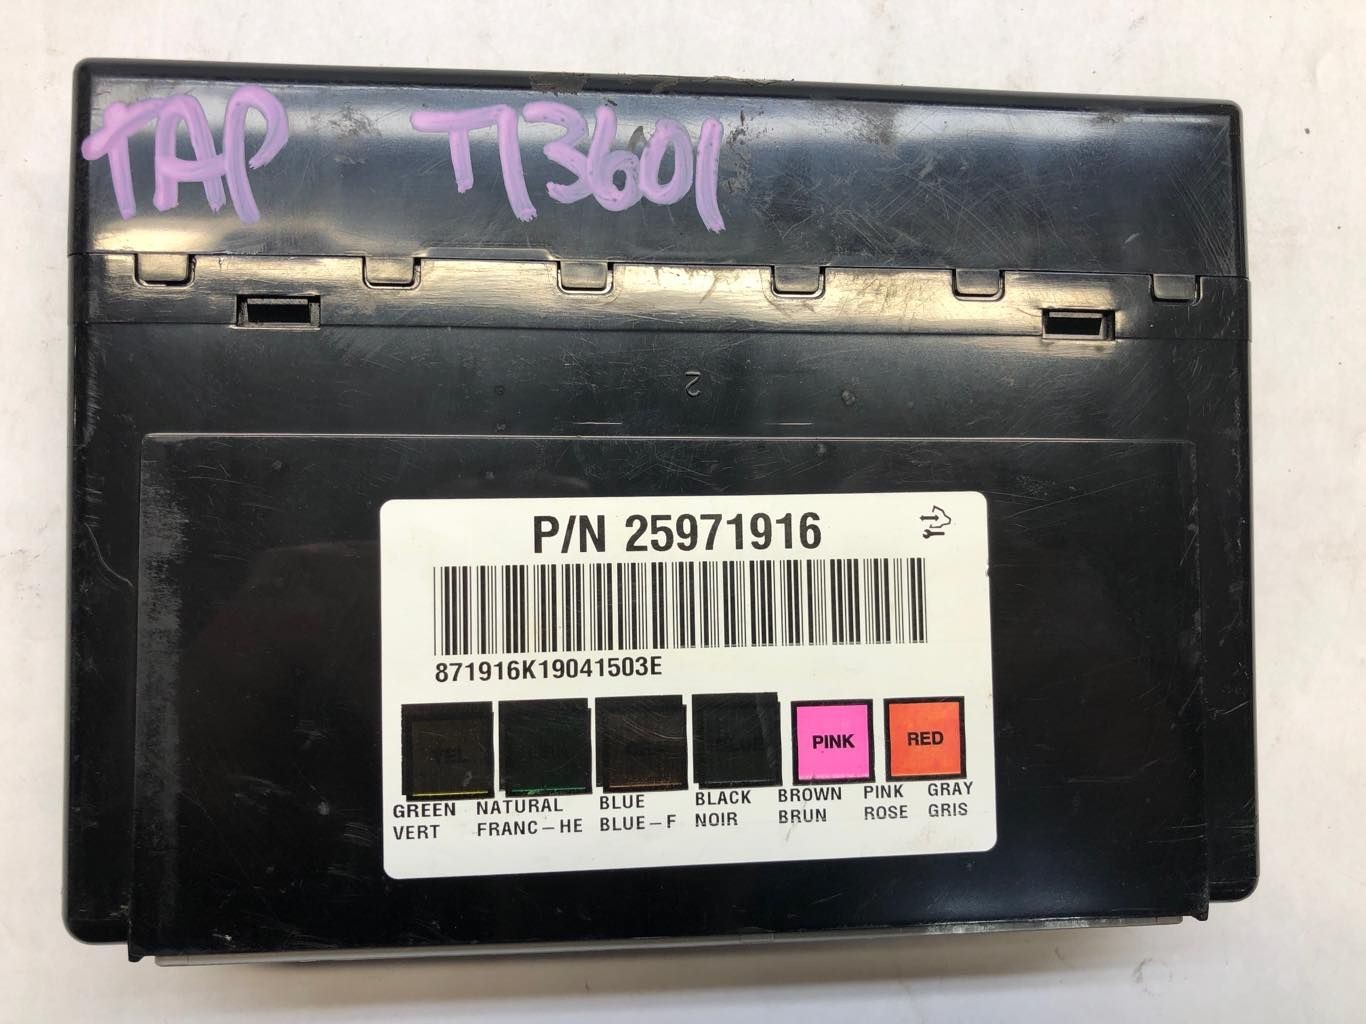 TAP T13601
2
P/N 25971916
871916K19041503E
YEL PINK RED
GREEN NATURAL BLUE BLACK BROWN PINK GRAY
VERT FRANC-HE BLUE-F NOIR BRUN ROSE GRIS